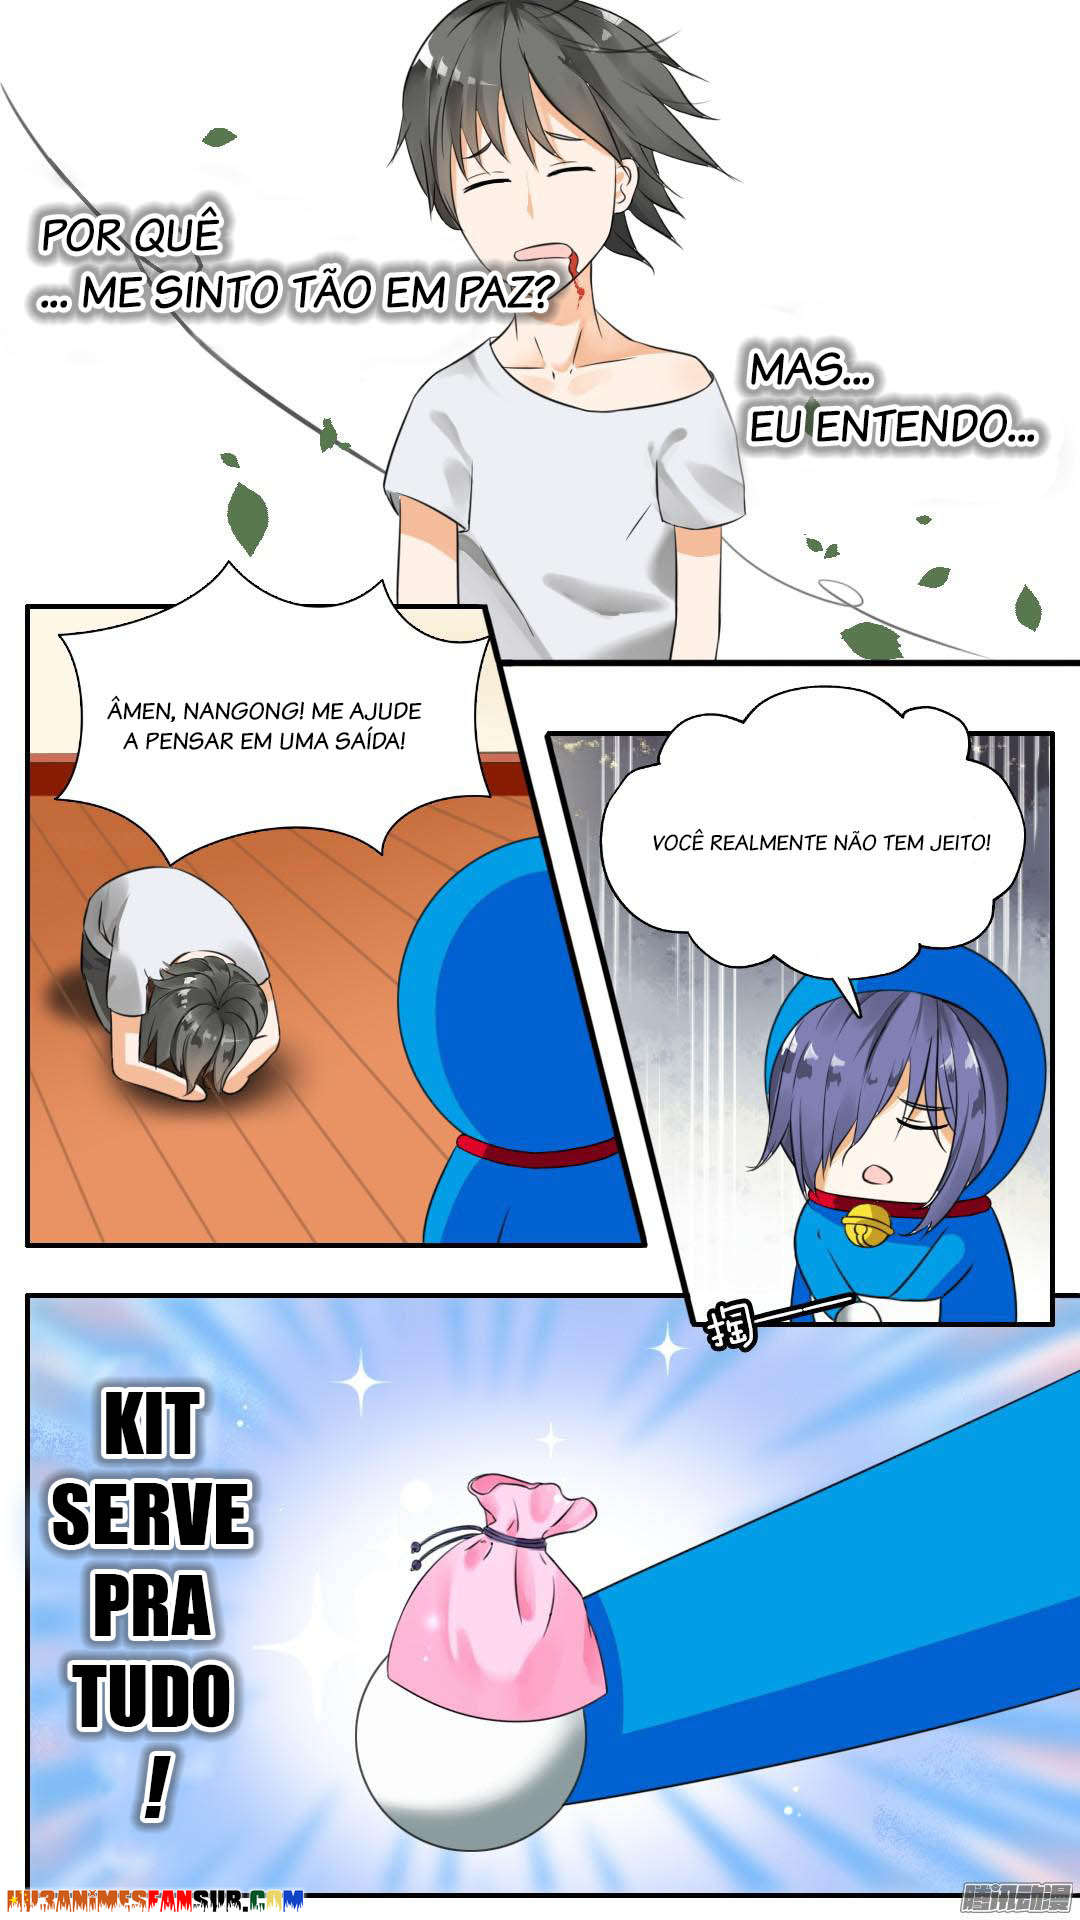 POR QUÊ
... ME SINTO TÃO EM PAZ?
MAS...
EU ENTENDO...
ÂMEN, NANGONG! ME AJUDE
A PENSAR EM UMA SAÍDA!
VOCÊ REALMENTE NÃO TEM JEITO!
掏
KIT
SERVE
PRA
TUDO
!
HU3ANIMESFANSUB.COM
腾讯动漫